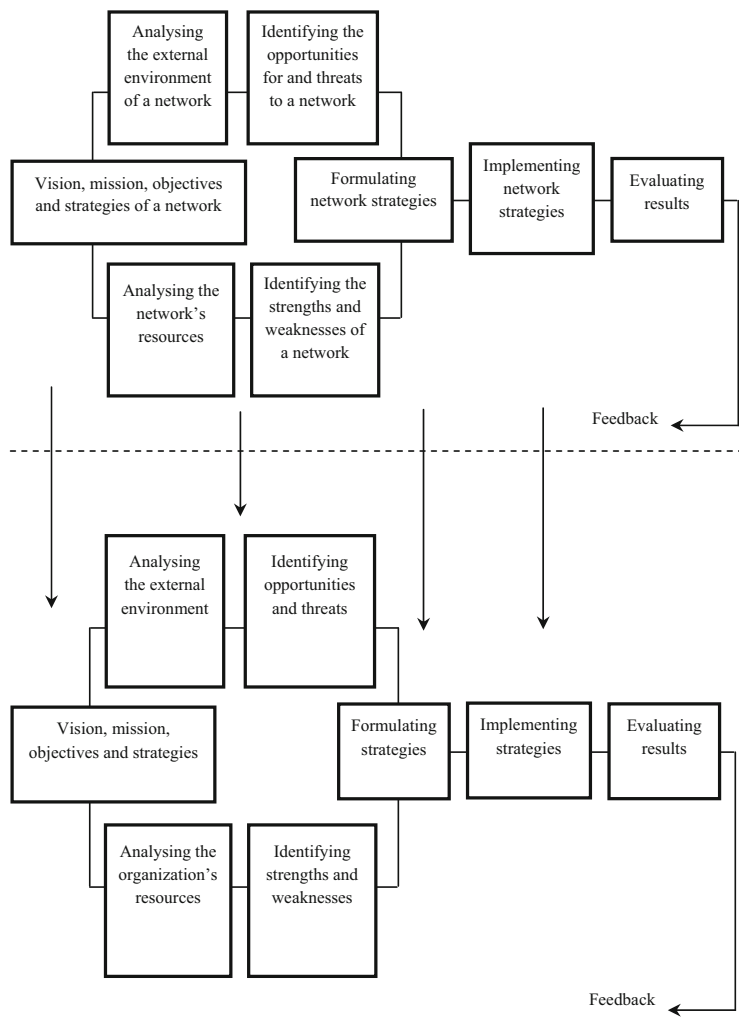 Analysing
the external
environment
of a network
Identifying the
opportunities
for and threats
to a network
Vision, mission, objectives
and strategies of a network
Formulating
network strategies
Implementing
network
strategies
Evaluating
results
Analysing the
network's
resources
Identifying the
strengths and
weaknesses of
a network
Feedback
Analysing
the external
environment
Identifying
opportunities
and threats
Vision, mission,
objectives and strategies
Formulating
strategies
Implementing
strategies
Evaluating
results
Analysing the
organization's
resources
Identifying
strengths and
weaknesses
Feedback